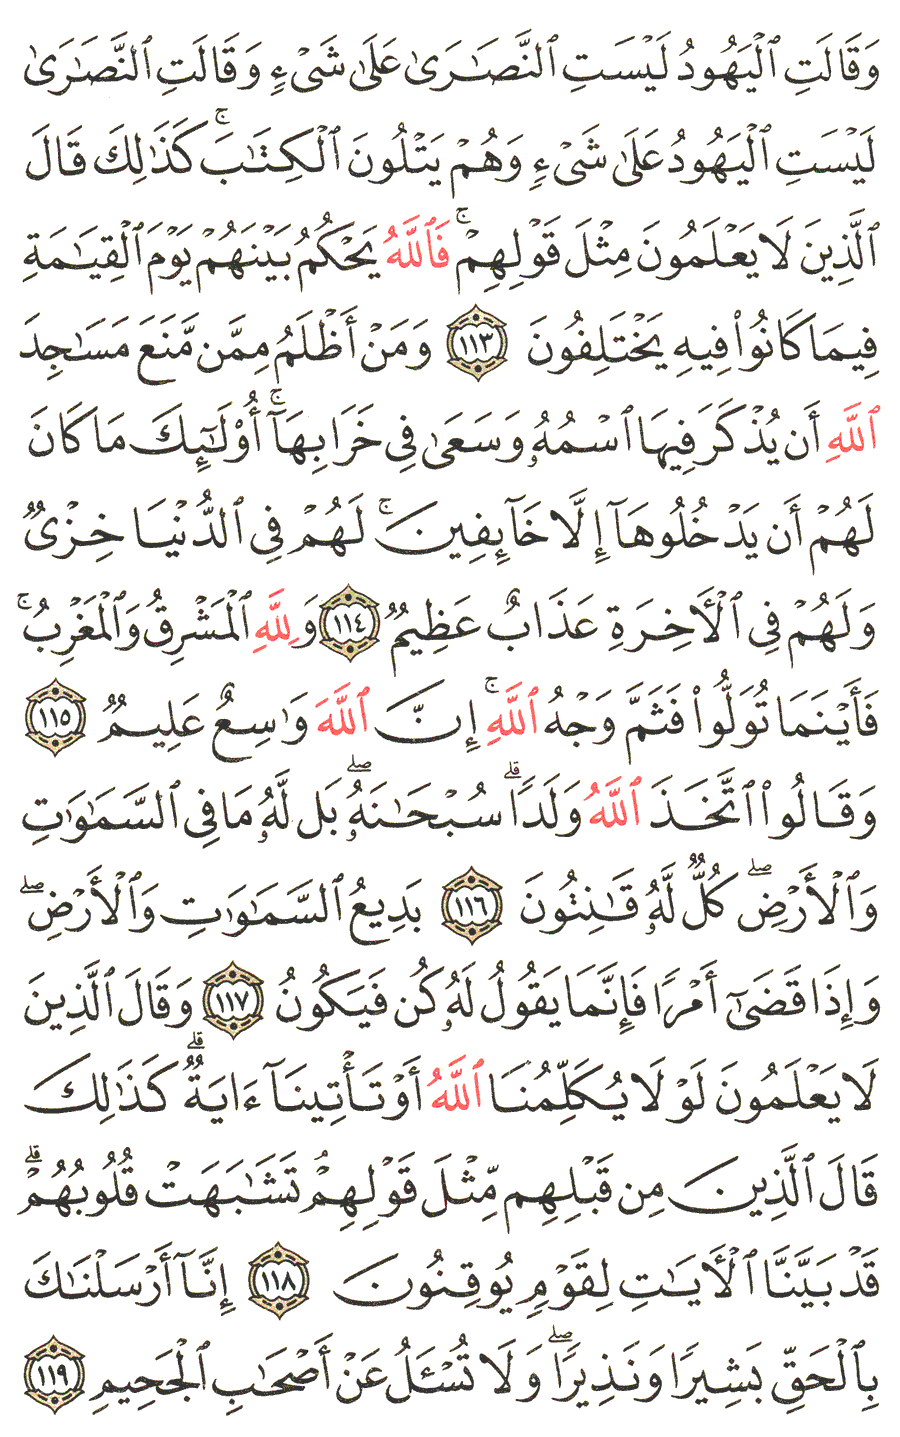 وَقَالَتِ ٱلْيَهُودُ لَيْسَتِ ٱلنَّصَٰرَىٰ عَلَىٰ شَىْءٍ وَقَالَتِ ٱلنَّصَٰرَىٰ
لَيْسَتِ ٱلْيَهُودُ عَلَىٰ شَىْءٍ وَهُمْ يَتْلُونَ ٱلْكِتَٰبَ ۚ كَذَٰلِكَ قَالَ
ٱلَّذِينَ لَا يَعْلَمُونَ مِثْلَ قَوْلِهِمْ ۚ فَٱللَّهُ يَحْكُمُ بَيْنَهُمْ يَوْمَ ٱلْقِيَٰمَةِ
فِيمَا كَانُوا۟ فِيهِ يَخْتَلِفُونَ ١١٣ وَمَنْ أَظْلَمُ مِمَّن مَّنَعَ مَسَٰجِدَ
ٱللَّهِ أَن يُذْكَرَ فِيهَا ٱسْمُهُۥ وَسَعَىٰ فِى خَرَابِهَآ ۚ أُو۟لَٰٓئِكَ مَا كَانَ
لَهُمْ أَن يَدْخُلُوهَآ إِلَّا خَآئِفِينَ ۚ لَهُمْ فِى ٱلدُّنْيَا خِزْىٌ
وَلَهُمْ فِى ٱلْءَاخِرَةِ عَذَابٌ عَظِيمٌ ١١٤ وَلِلَّهِ ٱلْمَشْرِقُ وَٱلْمَغْرِبُ ۚ
فَأَيْنَمَا تُوَلُّوا۟ فَثَمَّ وَجْهُ ٱللَّهِ ۚ إِنَّ ٱللَّهَ وَٰسِعٌ عَلِيمٌ ١١٥
وَقَالُوا۟ ٱتَّخَذَ ٱللَّهُ وَلَدًا ۗ سُبْحَٰنَهُۥ ۖ بَل لَّهُۥ مَا فِى ٱلسَّمَٰوَٰتِ
وَٱلْأَرْضِ ۖ كُلٌّ لَّهُۥ قَٰنِتُونَ ١١٦ بَدِيعُ ٱلسَّمَٰوَٰتِ وَٱلْأَرْضِ ۖ
وَإِذَا قَضَىٰٓ أَمْرًا فَإِنَّمَا يَقُولُ لَهُۥ كُن فَيَكُونُ ١١٧ وَقَالَ ٱلَّذِينَ
لَا يَعْلَمُونَ لَوْلَا يُكَلِّمُنَا ٱللَّهُ أَوْ تَأْتِينَآ ءَايَةٌ ۗ كَذَٰلِكَ
قَالَ ٱلَّذِينَ مِن قَبْلِهِم مِّثْلَ قَوْلِهِمْ ۘ تَشَٰبَهَتْ قُلُوبُهُمْ ۗ
قَدْ بَيَّنَّا ٱلْءَايَٰتِ لِقَوْمٍ يُوقِنُونَ ١١٨ إِنَّآ أَرْسَلْنَٰكَ
بِٱلْحَقِّ بَشِيرًا وَنَذِيرًا ۖ وَلَا تُسْـَٔلُ عَنْ أَصْحَٰبِ ٱلْجَحِيمِ ١١٩